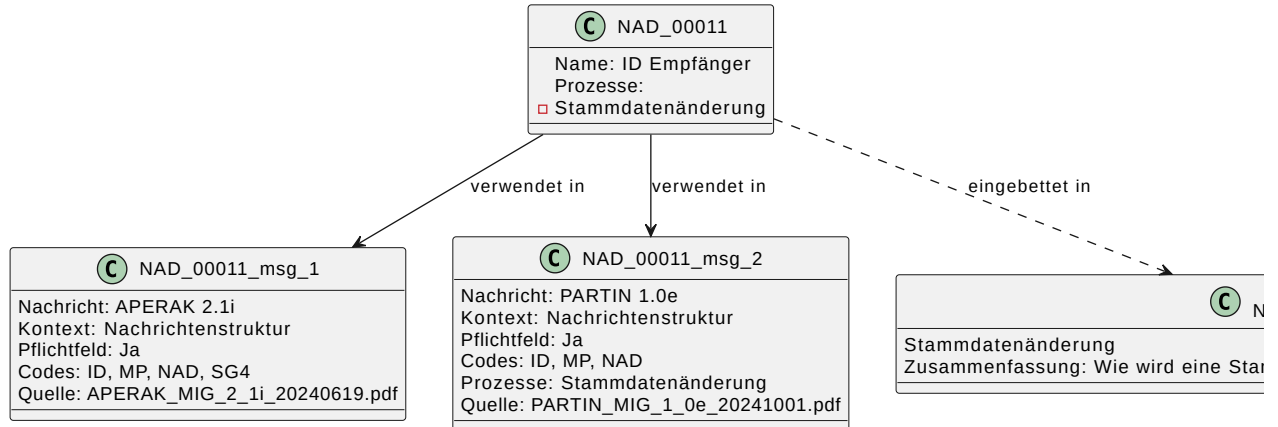 C NAD_00011
Name: ID Empfänger
Prozesse:
Stammdatenänderung
verwendet in
verwendet in
eingebettet in
C NAD_00011_msg_1
Nachricht: APERAK 2.1i
Kontext: Nachrichtenstruktur
Pflichtfeld: Ja
Codes: ID, MP, NAD, SG4
Quelle: APERAK_MIG_2_1i_20240619.pdf
C NAD_00011_msg_2
Nachricht: PARTIN 1.0e
Kontext: Nachrichtenstruktur
Pflichtfeld: Ja
Codes: ID, MP, NAD
Prozesse: Stammdatenänderung
Quelle: PARTIN_MIG_1_0e_20241001.pdf
C N
Stammdatenänderung
Zusammenfassung: Wie wird eine